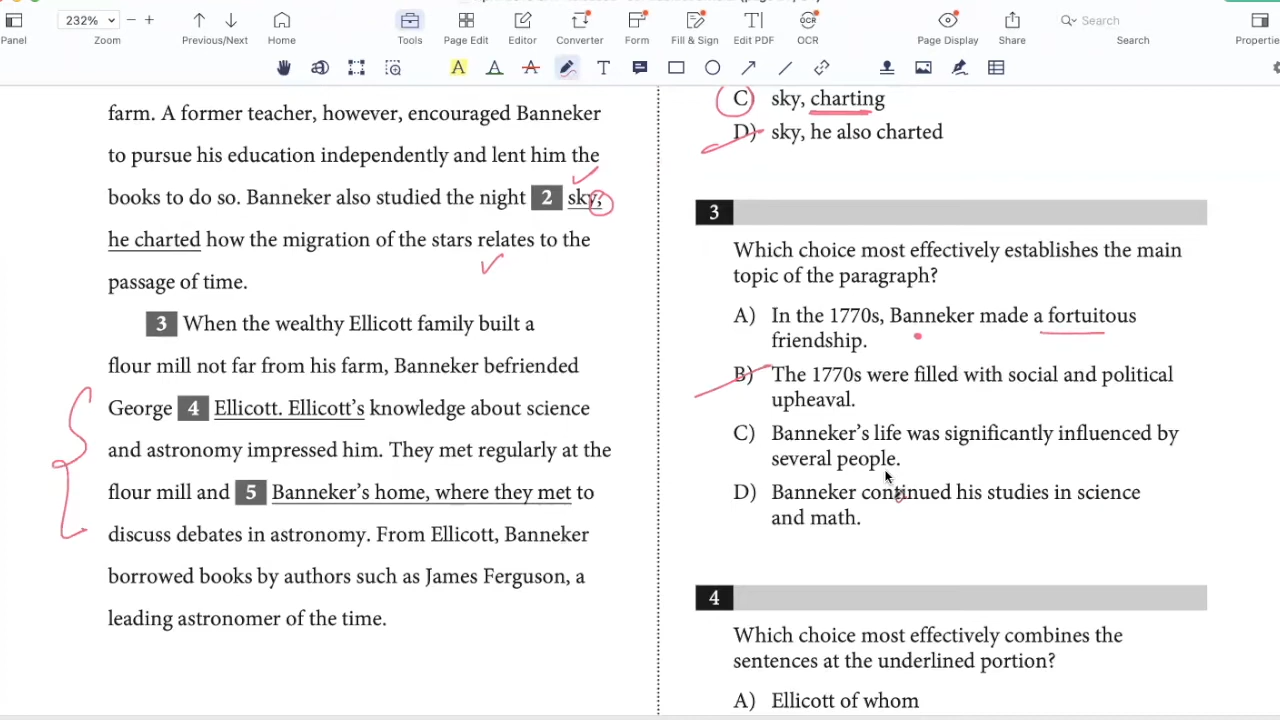 232%
Search
Panel
Zoom
Previous/Next
Home
Tools
Page Edit
Editor
Converter
Form
Fill & Sign
Edit PDF
OCR
Page Display
Share
Search
Propertie
farm. A former teacher, however, encouraged Banneker
to pursue his education independently and lent him the
books to do so. Banneker also studied the night 2 sky,
he charted how the migration of the stars relates to the
passage of time.
3 When the wealthy Ellicott family built a
flour mill not far from his farm, Banneker befriended
George 4 Ellicott. Ellicott's knowledge about science
and astronomy impressed him. They met regularly at the
flour mill and 5 Banneker's home, where they met to
discuss debates in astronomy. From Ellicott, Banneker
borrowed books by authors such as James Ferguson, a
leading astronomer of the time.
C) sky, charting
D) sky, he also charted
3
Which choice most effectively establishes the main
topic of the paragraph?
A) In the 1770s, Banneker made a fortuitous
friendship.
B) The 1770s were filled with social and political
upheaval.
C) Banneker's life was significantly influenced by
several people.
D) Banneker continued his studies in science
and math.
4
Which choice most effectively combines the
sentences at the underlined portion?
A) Ellicott of whom